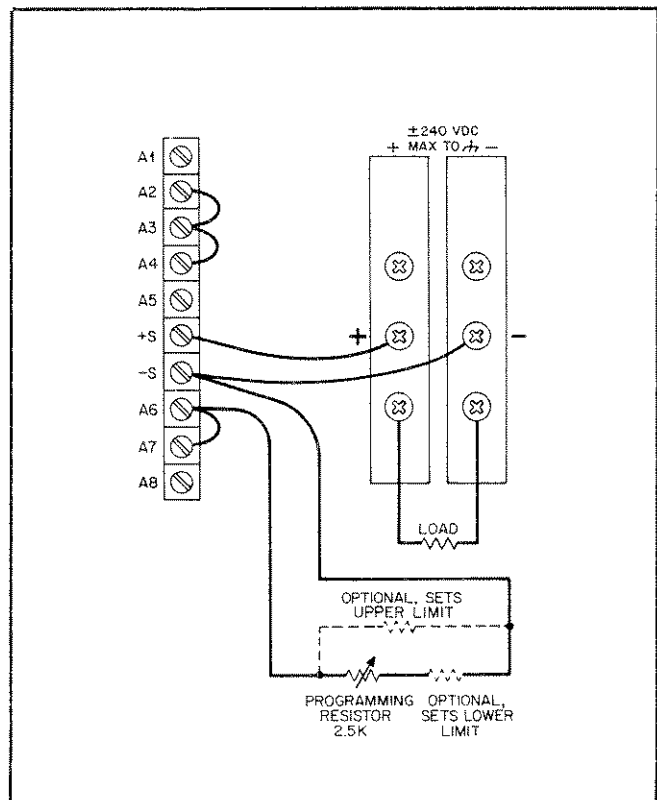 ±240 VDC
+ MAX TO ⏚ −
A1
A2
A3
A4
A5
+S
-S
A6
A7
A8
+
−
LOAD
OPTIONAL, SETS
UPPER LIMIT
PROGRAMMING
RESISTOR
2.5K
OPTIONAL,
SETS LOWER
LIMIT